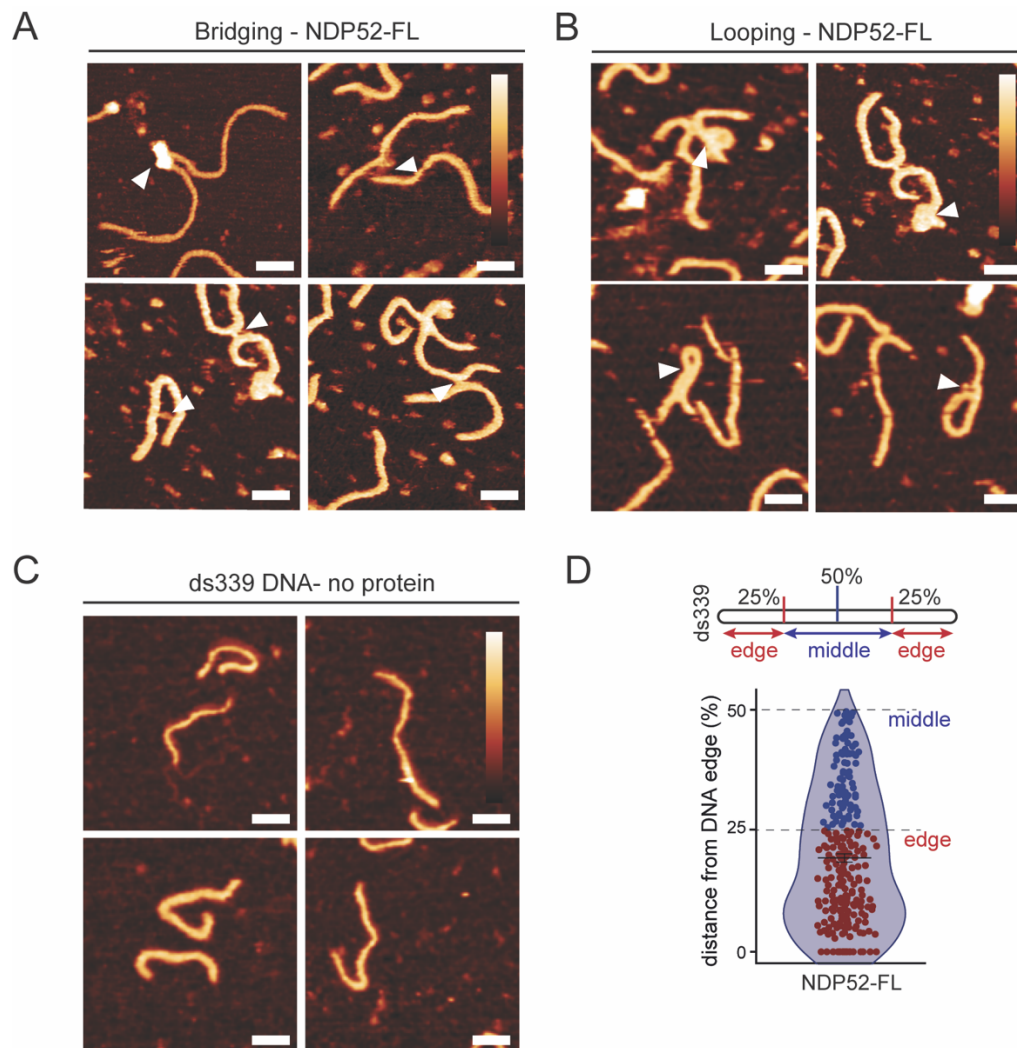 A
Bridging - NDP52-FL
B
Looping - NDP52-FL
C
ds339 DNA- no protein
D
50%
25%
25%
ds339
edge
middle
edge
distance from DNA edge (%)
50
middle
25
edge
0
NDP52-FL